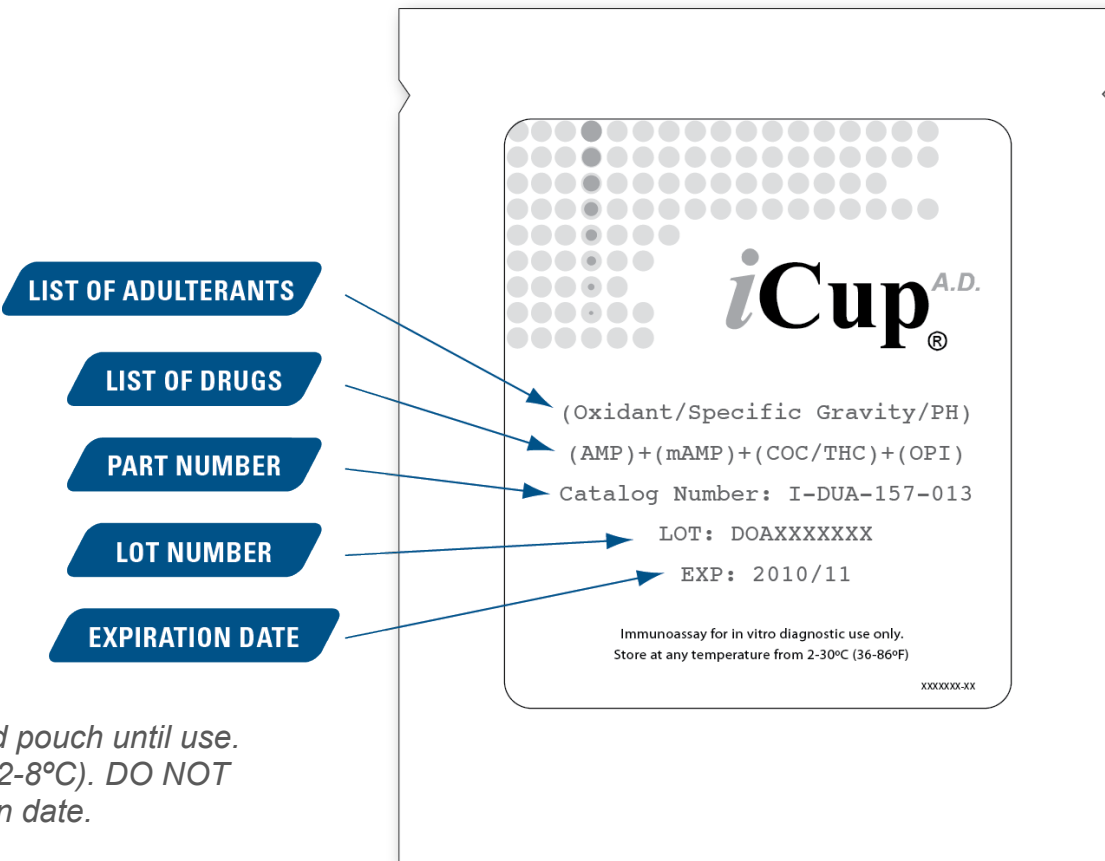 iCup A.D. ®
LIST OF ADULTERANTS
LIST OF DRUGS
PART NUMBER
LOT NUMBER
EXPIRATION DATE
(Oxidant/Specific Gravity/PH)
(AMP)+(mAMP)+(COC/THC)+(OPI)
Catalog Number: I-DUA-157-013
LOT: DOAXXXXXXX
EXP: 2010/11
Immunoassay for in vitro diagnostic use only.
Store at any temperature from 2-30ºC (36-86ºF)
XXXXXXX-XX
pouch until use.
2-8ºC). DO NOT
date.